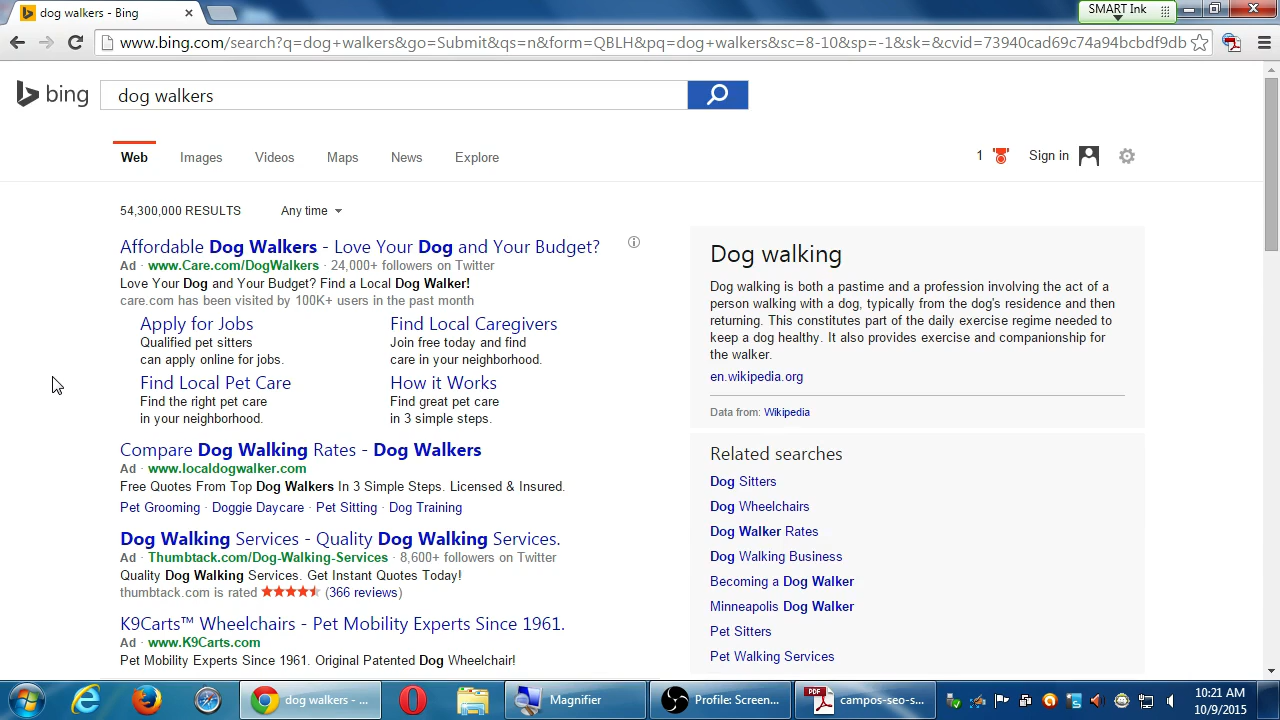 dog walkers - Bing
SMART Ink
www.bing.com/search?q=dog+walkers&go=Submit&qs=n&form=QBLH&pq=dog+walkers&sc=8-10&sp=-1&sk=&cvid=73940cad69c74a94bcbdf9db
bing
dog walkers
Web Images Videos Maps News Explore
1 Sign in
54,300,000 RESULTS Any time
Affordable Dog Walkers - Love Your Dog and Your Budget?
Ad · www.Care.com/DogWalkers · 24,000+ followers on Twitter
Love Your Dog and Your Budget? Find a Local Dog Walker!
care.com has been visited by 100K+ users in the past month
Apply for Jobs
Qualified pet sitters
can apply online for jobs.
Find Local Caregivers
Join free today and find
care in your neighborhood.
Find Local Pet Care
Find the right pet care
in your neighborhood.
How it Works
Find great pet care
in 3 simple steps.
Compare Dog Walking Rates - Dog Walkers
Ad · www.localdogwalker.com
Free Quotes From Top Dog Walkers In 3 Simple Steps. Licensed & Insured.
Pet Grooming · Doggie Daycare · Pet Sitting · Dog Training
Dog Walking Services - Quality Dog Walking Services.
Ad · Thumbtack.com/Dog-Walking-Services · 8,600+ followers on Twitter
Quality Dog Walking Services. Get Instant Quotes Today!
thumbtack.com is rated (366 reviews)
K9Carts™ Wheelchairs - Pet Mobility Experts Since 1961.
Ad · www.K9Carts.com
Pet Mobility Experts Since 1961. Original Patented Dog Wheelchair!
Dog walking
Dog walking is both a pastime and a profession involving the act of a
person walking with a dog, typically from the dog's residence and then
returning. This constitutes part of the daily exercise regime needed to
keep a dog healthy. It also provides exercise and companionship for
the walker.
en.wikipedia.org
Data from: Wikipedia
Related searches
Dog Sitters
Dog Wheelchairs
Dog Walker Rates
Dog Walking Business
Becoming a Dog Walker
Minneapolis Dog Walker
Pet Sitters
Pet Walking Services
dog walkers - ...
Magnifier
Profile: Screen...
PDF
campos-seo-s...
10:21 AM
10/9/2015